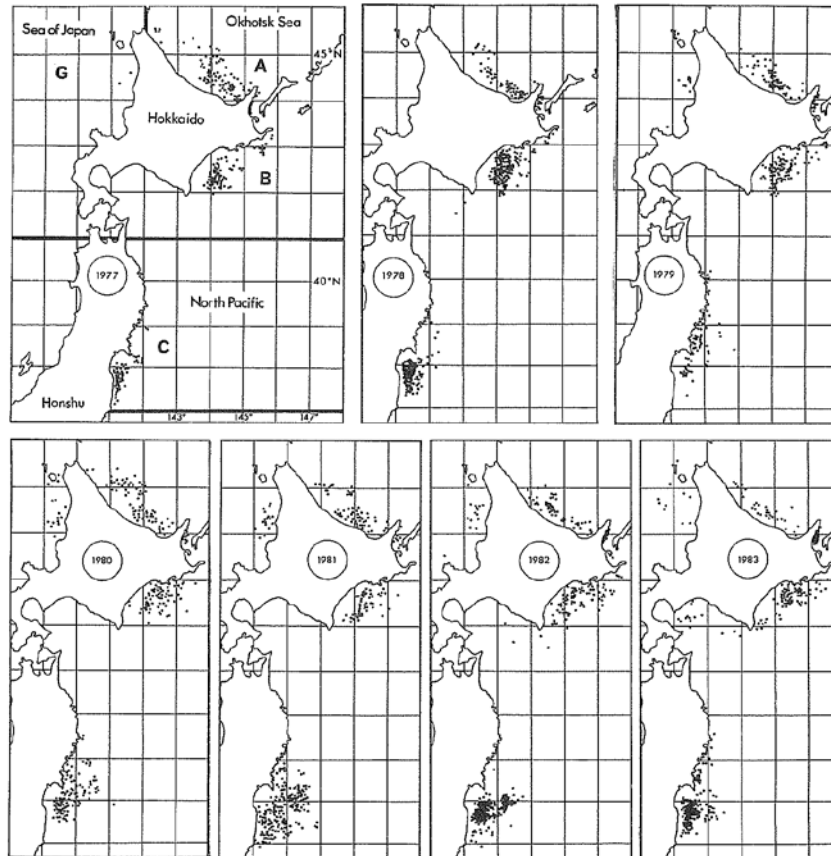 Sea of Japan
Okhotsk Sea
45°N
A
G
Hokkaido
B
1977
40°N
North Pacific
C
Honshu
143°
145°
147°
1978
1979
1980
1981
1982
1983